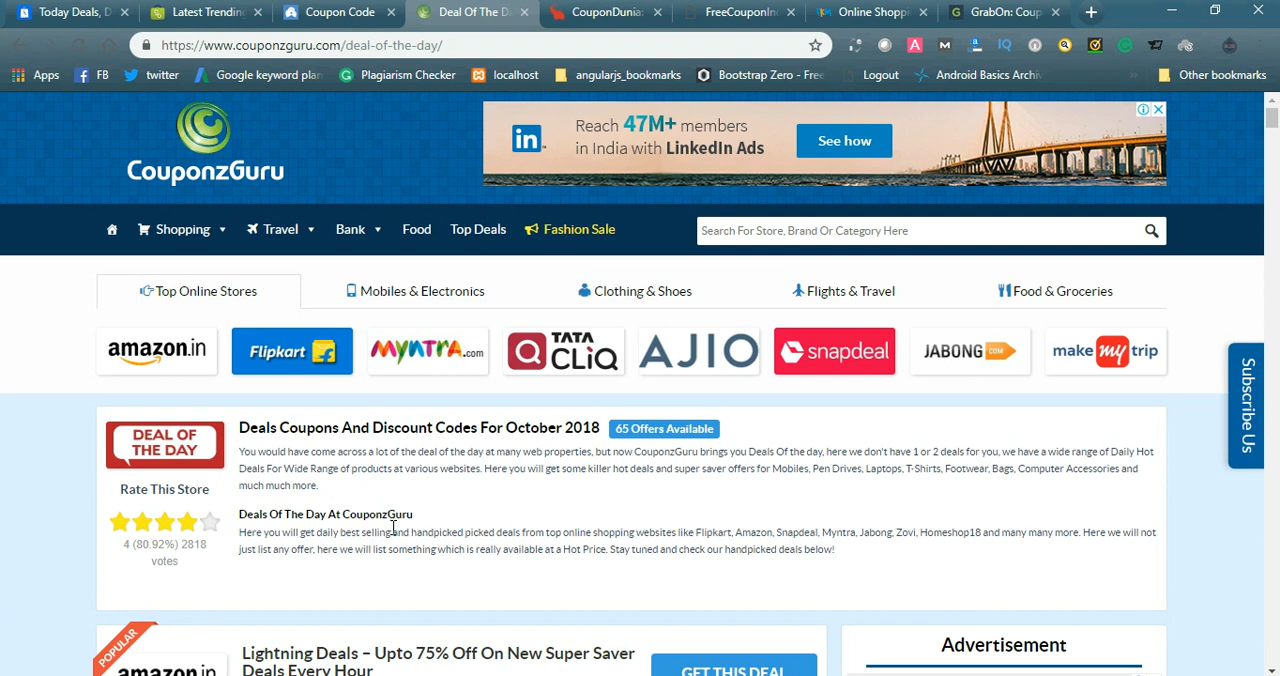 Today Deals, D
Latest Trending
Coupon Code
Deal Of The D
CouponDunia:
FreeCouponIn
Online Shopp
GrabOn: Coup
https://www.couponzguru.com/deal-of-the-day/
Apps
FB
twitter
Google keyword plan
Plagiarism Checker
localhost
angularjs_bookmarks
Bootstrap Zero - Free
Logout
Android Basics Archiv
Other bookmarks
CouponzGuru
in
Reach 47M+ members
in India with LinkedIn Ads
See how
Shopping
Travel
Bank
Food
Top Deals
Fashion Sale
Search For Store, Brand Or Category Here
Top Online Stores
Mobiles & Electronics
Clothing & Shoes
Flights & Travel
Food & Groceries
amazon.in
Flipkart
Myntra.com
TATA
CLiQ
AJIO
snapdeal
JABONG.COM
make my trip
Subscribe Us
DEAL OF
THE DAY
Rate This Store
4 (80.92%) 2818
votes
Deals Coupons And Discount Codes For October 2018
65 Offers Available
You would have come across a lot of the deal of the day at many web properties, but now CouponzGuru brings you Deals Of the day, here we don't have 1 or 2 deals for you, we have a wide range of Daily Hot
Deals For Wide Range of products at various websites. Here you will get some killer hot deals and super saver offers for Mobiles, Pen Drives, Laptops, T-Shirts, Footwear, Bags, Computer Accessories and
much much more.
Deals Of The Day At CouponzGuru
Here you will get daily best selling and handpicked picked deals from top online shopping websites like Flipkart, Amazon, Snapdeal, Myntra, Jabong, Zovi, Homeshop18 and many many more. Here we will not
just list any offer, here we will list something which is really available at a Hot Price. Stay tuned and check our handpicked deals below!
POPULAR
amazon.in
Lightning Deals – Upto 75% Off On New Super Saver
Deals Every Hour
GET THIS DEAL
Advertisement